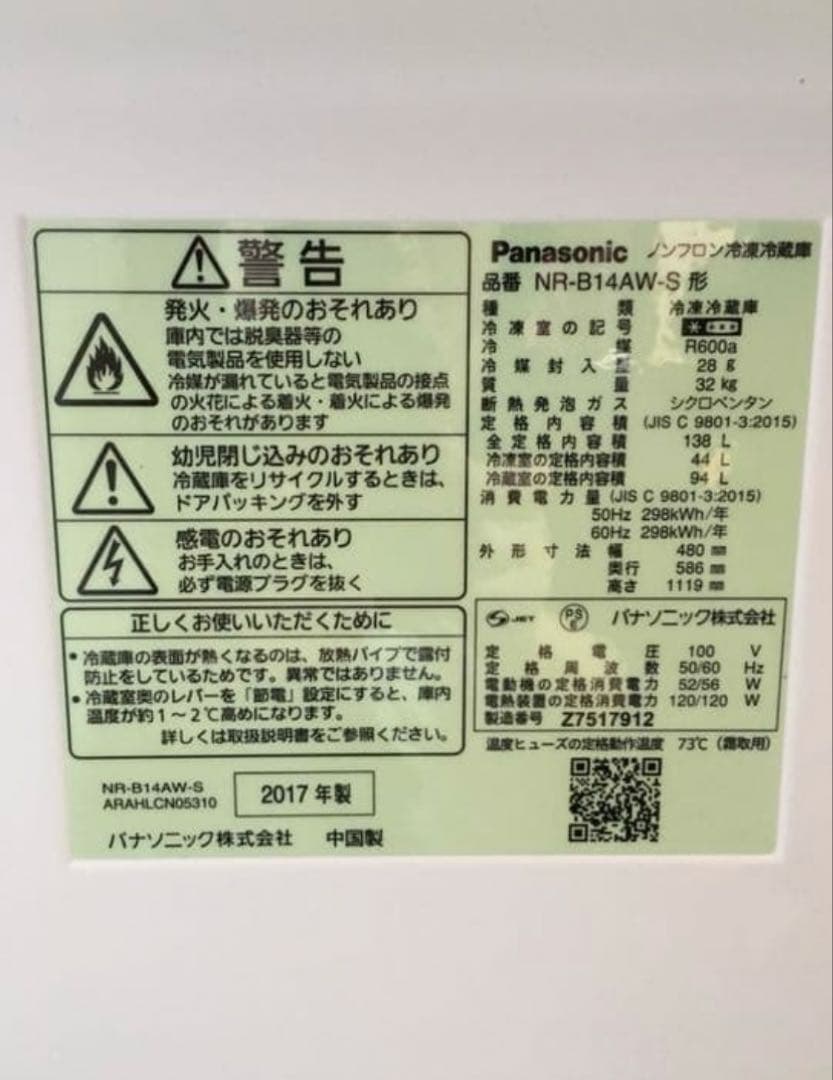 警告
発火・爆発のおそれあり
庫内では脱臭器等の
電気製品を使用しない
冷媒が漏れていると電気製品の接点
の火花による着火・着火による爆発
のおそれがあります
幼児閉じ込みのおそれあり
冷蔵庫をリサイクルするときは、
ドアパッキングを外す
感電のおそれあり
お手入れのときは、
必ず電源プラグを抜く
正しくお使いいただくために
・冷蔵庫の表面が熱くなるのは、放熱パイプで露付
防止をしているためです。異常ではありません。
・冷蔵室奥のレバーを「節電」設定にすると、庫内
温度が約1～2℃高めになります。
詳しくは取扱説明書をご参照ください。
NR-B14AW-S
ARAHLCN05310
2017年製
パナソニック株式会社 中国製
Panasonic ノンフロン冷凍冷蔵庫
品番 NR-B14AW-S形
種類 冷凍冷蔵庫
冷凍室の記号
冷媒 R600a
冷媒封入量 28 g
質量 32 kg
断熱発泡ガス シクロペンタン
定格内容積 (JIS C 9801-3:2015)
全定格内容積 138 L
冷凍室の定格内容積 44 L
冷蔵室の定格内容積 94 L
消費電力量 (JIS C 9801-3:2015)
50Hz 298kWh/年
60Hz 298kWh/年
外形寸法 幅 480 mm
奥行 586 mm
高さ 1119 mm
JET PS E パナソニック株式会社
定格電圧 100 V
定格周波数 50/60 Hz
電動機の定格消費電力 52/56 W
電熱装置の定格消費電力 120/120 W
製造番号 Z7517912
温度ヒューズの定格動作温度 73℃(霜取用)